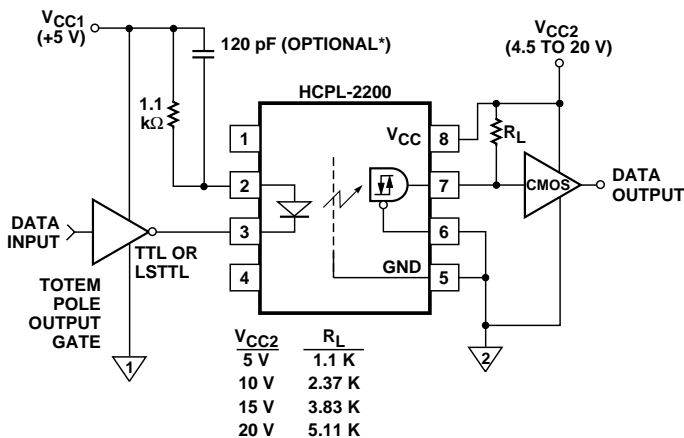 VCC1
(+5 V)
120 pF (OPTIONAL*)
VCC2
(4.5 TO 20 V)
HCPL-2200
1.1
kΩ
1
VCC
8
RL
2
7
CMOS
DATA
OUTPUT
DATA
INPUT
3
6
TTL OR
LSTTL
4
GND
5
TOTEM
POLE
OUTPUT
GATE
1
2
VCC2 RL
5 V 1.1 K
10 V 2.37 K
15 V 3.83 K
20 V 5.11 K